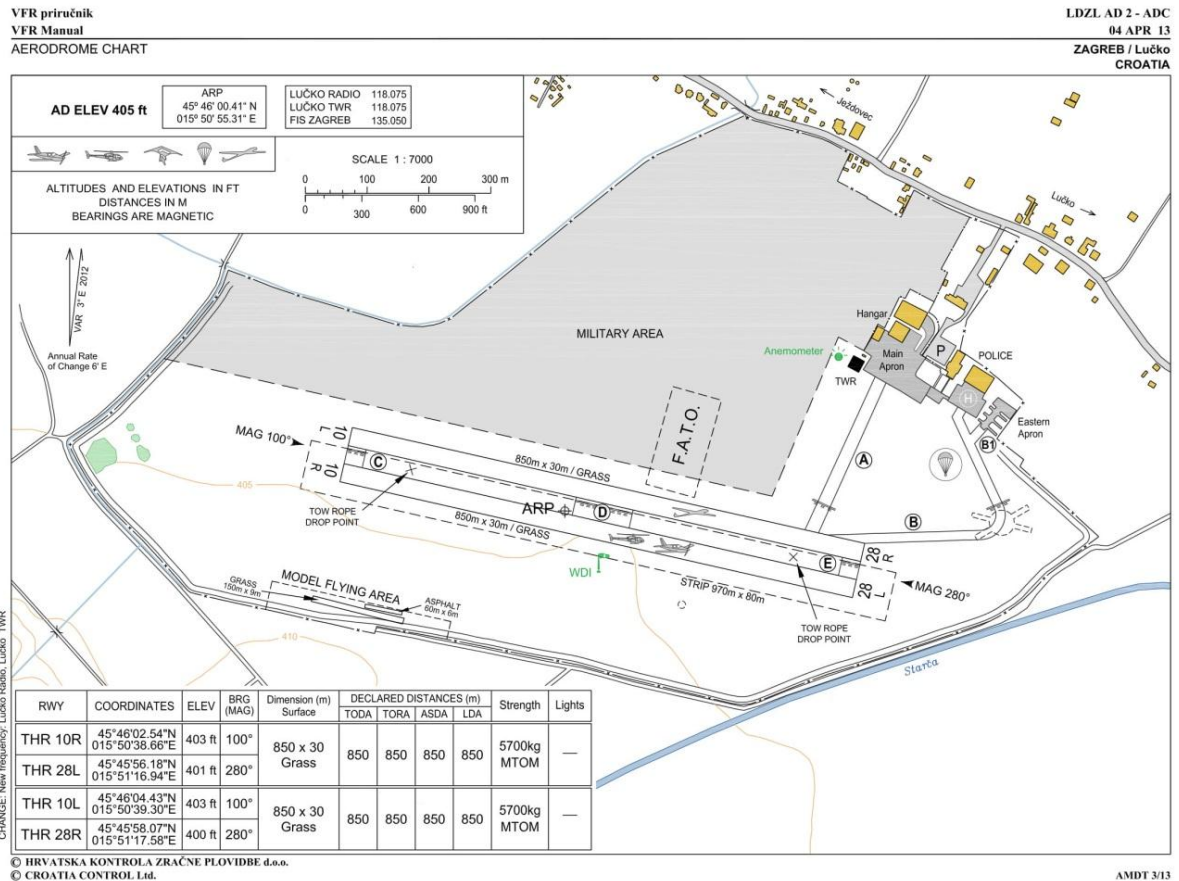 VFR priručnik
VFR Manual
AERODROME CHART
LDZL AD 2 - ADC
04 APR 13
ZAGREB / Lučko
CROATIA
AD ELEV 405 ft
ARP
45º 46' 00.41" N
015º 50' 55.31" E
LUČKO RADIO 118.075
LUČKO TWR 118.075
FIS ZAGREB 135.050
SCALE 1 : 7000
0 100 200 300 m
0 300 600 900 ft
ALTITUDES AND ELEVATIONS IN FT
DISTANCES IN M
BEARINGS ARE MAGNETIC
VAR 3° E 2012
Annual Rate
of Change 6' E
Ježdovec
Lučko
MILITARY AREA
Hangar
Main
Apron
P
POLICE
H
Anemometer
TWR
Eastern
Apron
B1
A
B
F.A.T.O.
MAG 100°
10
L
10
R
C
850m x 30m / GRASS
405
TOW ROPE
DROP POINT
ARP
D
850m x 30m / GRASS
WDI
E
28
R
28
L
MAG 280°
STRIP 970m x 80m
TOW ROPE
DROP POINT
GRASS
150m x 9m
MODEL FLYING AREA
ASPHALT
60m x 6m
410
Starča
RWY COORDINATES ELEV BRG (MAG) Dimension (m) Surface DECLARED DISTANCES (m) Strength Lights
TODA TORA ASDA LDA
THR 10R 45°46'02.54"N 015°50'38.66"E 403 ft 100° 850 x 30 Grass 850 850 850 850 5700kg MTOM —
THR 28L 45°45'56.18"N 015°51'16.94"E 401 ft 280°
THR 10L 45°46'04.43"N 015°50'39.30"E 403 ft 100° 850 x 30 Grass 850 850 850 850 5700kg MTOM —
THR 28R 45°45'58.07"N 015°51'17.58"E 400 ft 280°
CHANGE: New frequency: Lučko Radio, Lučko TWR
© HRVATSKA KONTROLA ZRAČNE PLOVIDBE d.o.o.
© CROATIA CONTROL Ltd.
AMDT 3/13